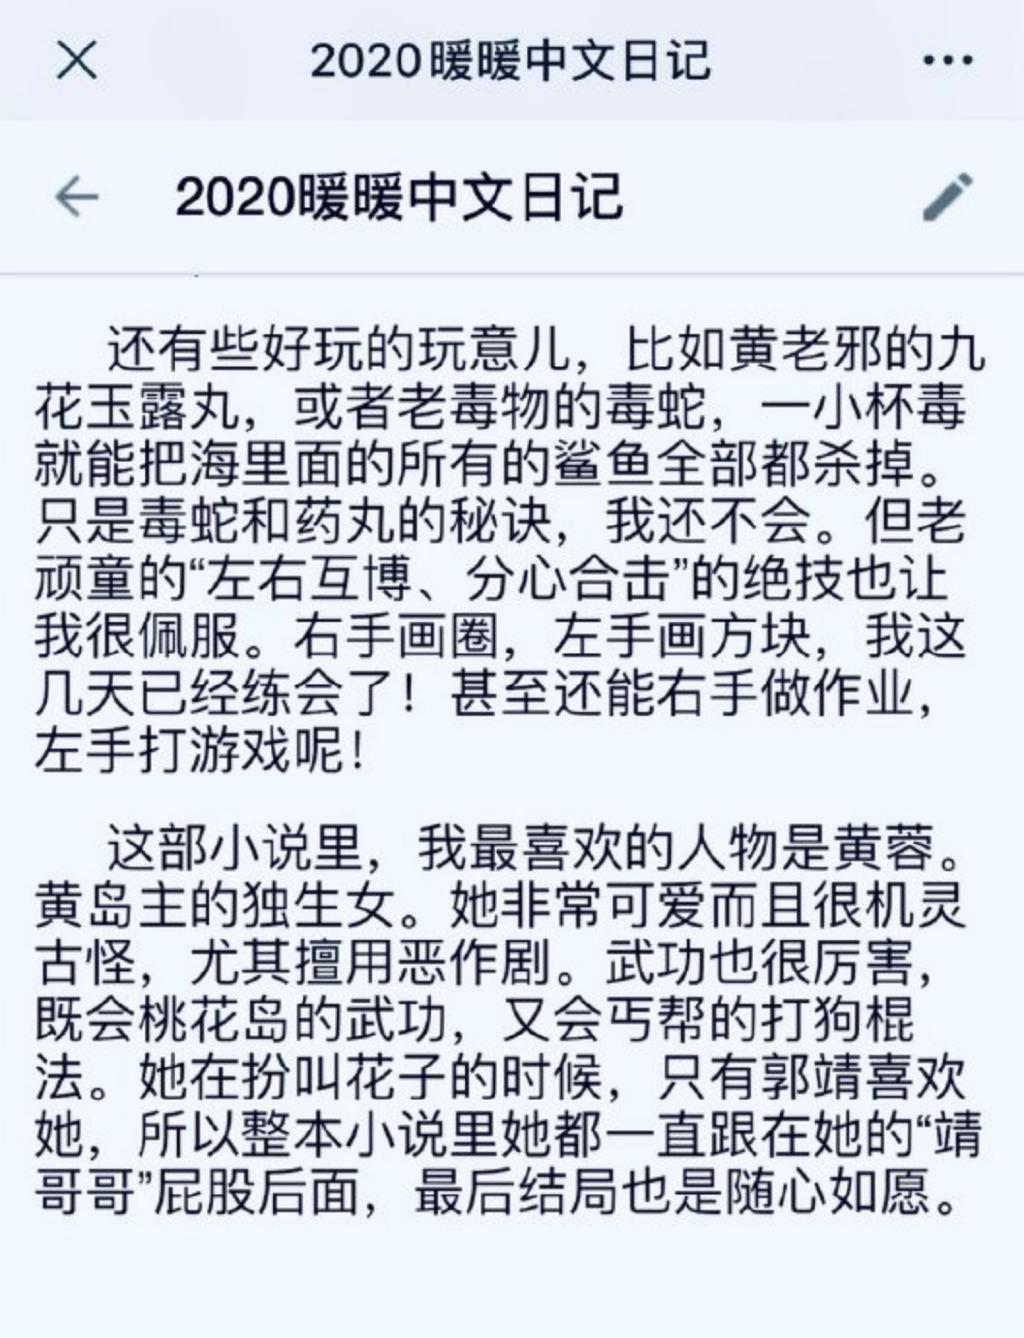 2020暖暖中文日记
2020暖暖中文日记
还有些好玩的玩意儿，比如黄老邪的九
花玉露丸，或者老毒物的毒蛇，一小杯毒
就能把海里面的所有的鲨鱼全部都杀掉。
只是毒蛇和药丸的秘诀，我还不会。但老
顽童的“左右互博、分心合击”的绝技也让
我很佩服。右手画圈，左手画方块，我这
几天已经练会了！甚至还能右手做作业，
左手打游戏呢！
这部小说里，我最喜欢的人物是黄蓉。
黄岛主的独生女。她非常可爱而且很机灵
古怪，尤其擅用恶作剧。武功也很厉害，
既会桃花岛的武功，又会丐帮的打狗棍
法。她在扮叫花子的时候，只有郭靖喜欢
她，所以整本小说里她都一直跟在她的“靖
哥哥”屁股后面，最后结局也是随心如愿。